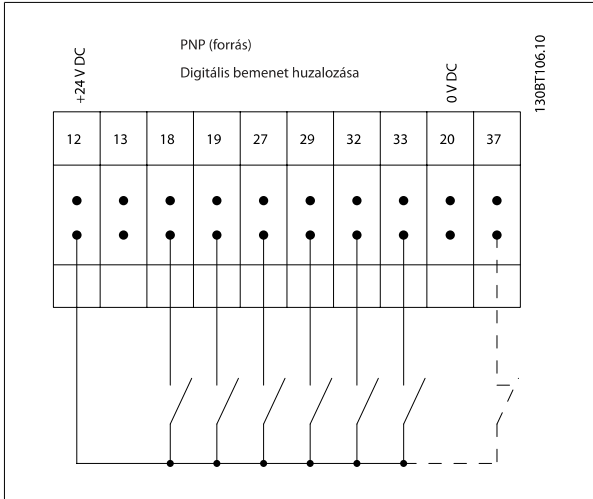 PNP (forrás)
Digitális bemenet huzalozása
+24 V DC
0 V DC
130BT106.10
12 13 18 19 27 29 32 33 20 37